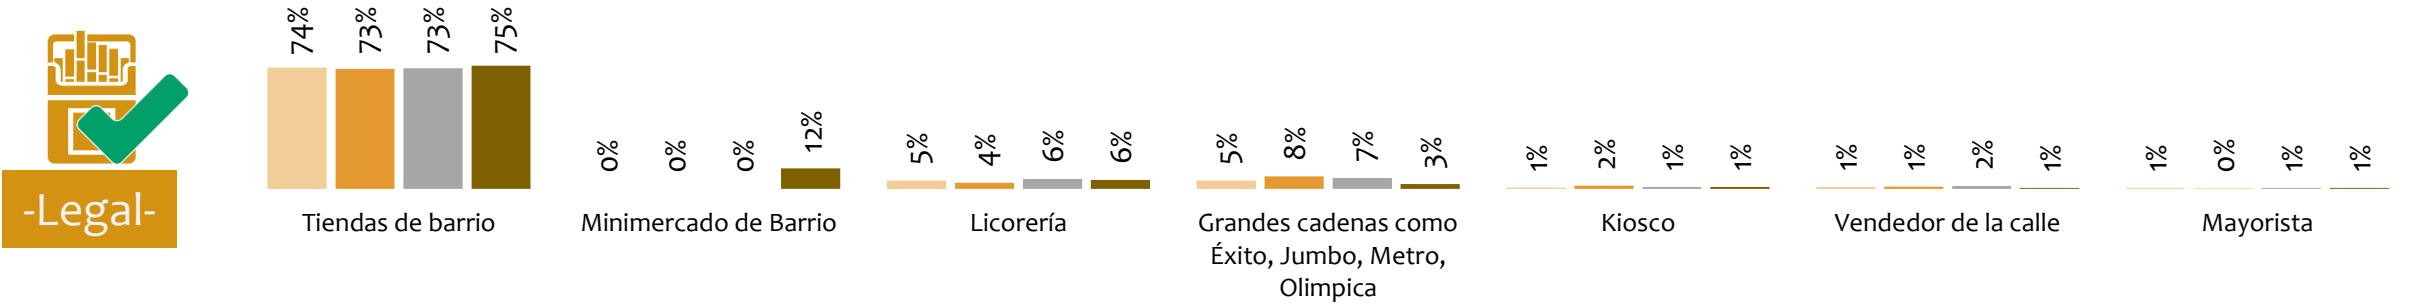 74% 73% 73% 75%
0% 0% 0% 12%
5% 4% 6% 6%
5% 8% 7% 3%
1% 2% 1% 1%
1% 1% 2% 1%
1% 0% 1% 1%
-Legal-
Tiendas de barrio
Minimercado de Barrio
Licorería
Grandes cadenas como
Éxito, Jumbo, Metro,
Olimpica
Kiosco
Vendedor de la calle
Mayorista